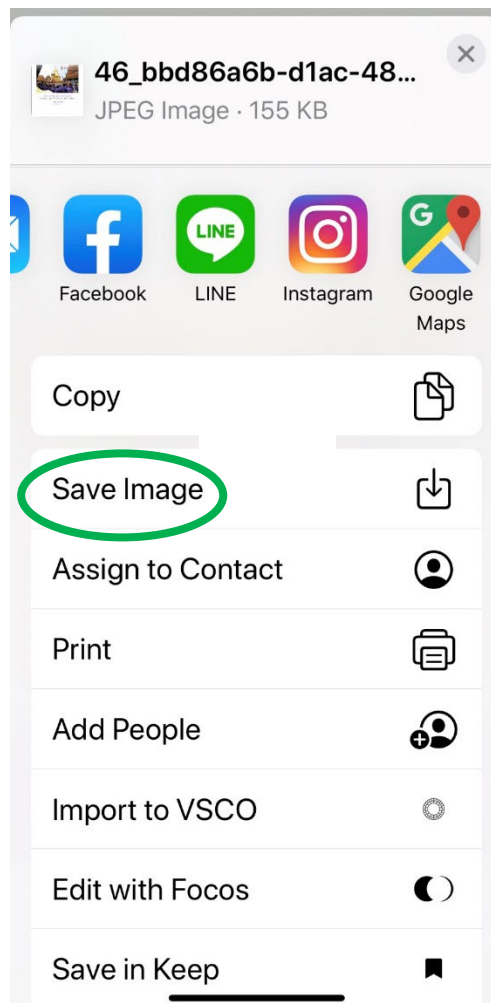 46_bbd86a6b-d1ac-48...
JPEG Image · 155 KB
Facebook
LINE
LINE
Instagram
G
Google
Maps
Copy
Save Image
Assign to Contact
Print
Add People
Import to VSCO
Edit with Focos
Save in Keep